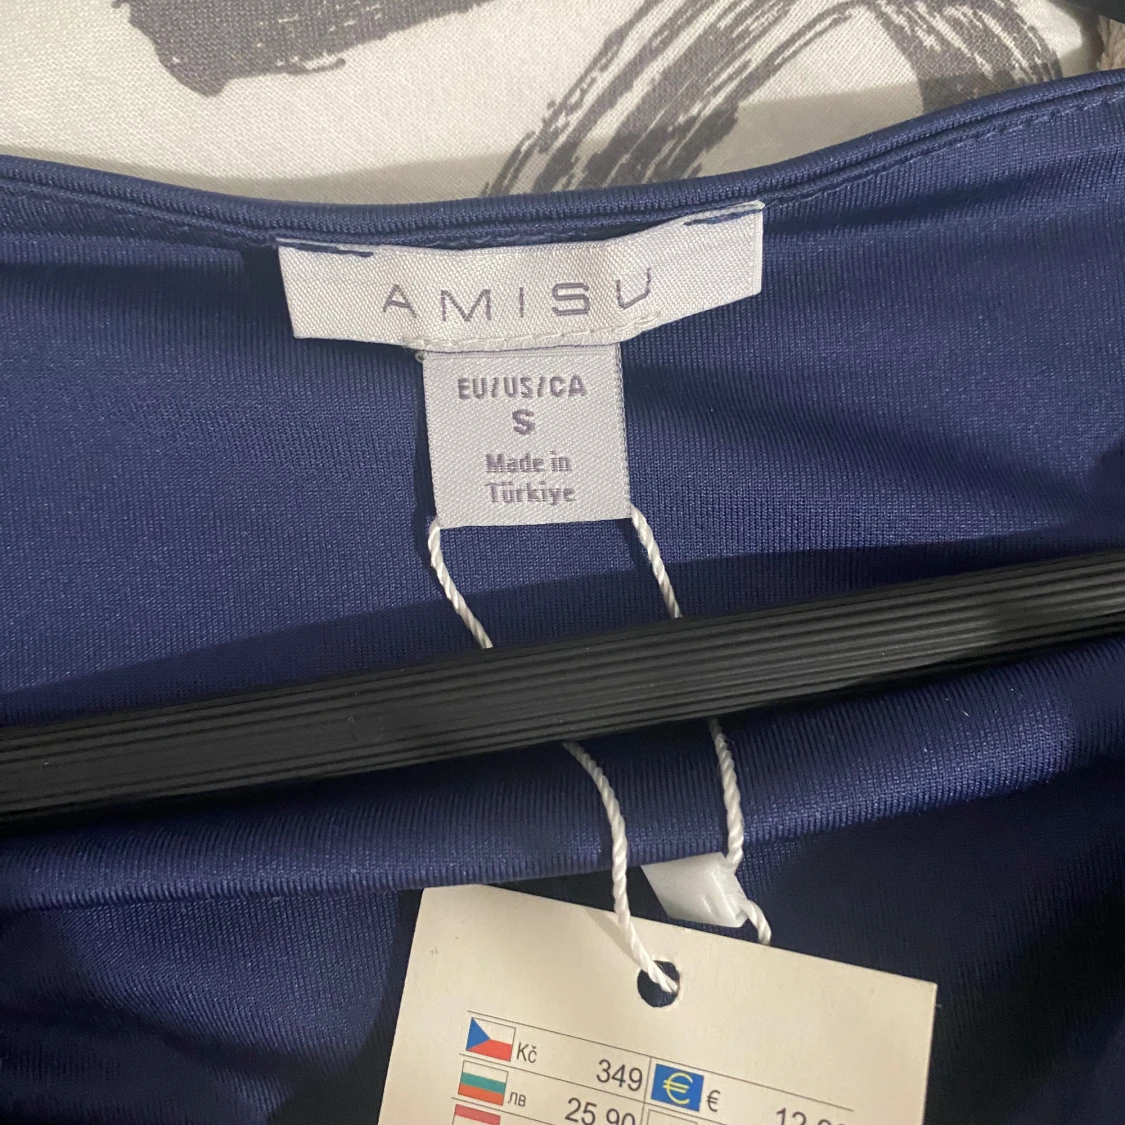 AMISU
EU/US/CA
S
Made in
Türkiye
Kč 349 € €
лв 25,90